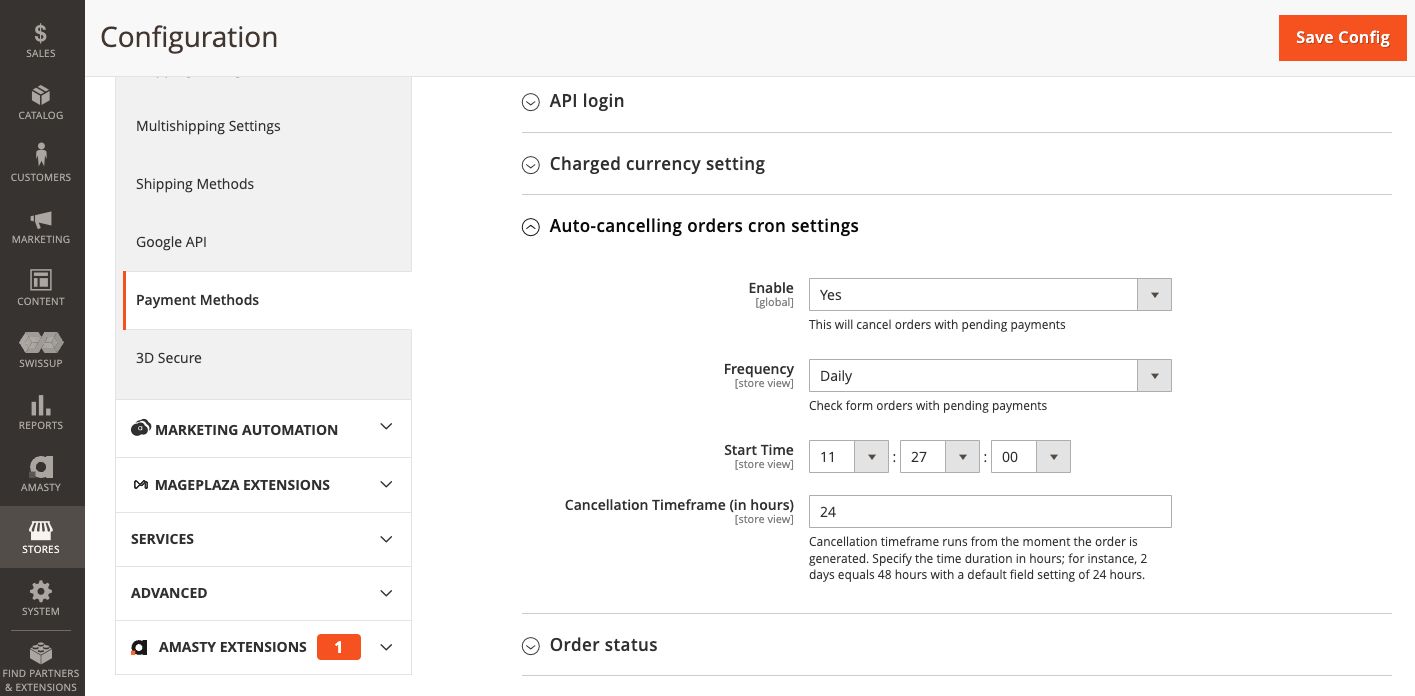 SALES
CATALOG
CUSTOMERS
MARKETING
CONTENT
SWISSUP
REPORTS
AMASTY
STORES
SYSTEM
FIND PARTNERS
& EXTENSIONS
Configuration
Save Config
Multishipping Settings
Shipping Methods
Google API
Payment Methods
3D Secure
MARKETING AUTOMATION
MAGEPLAZA EXTENSIONS
SERVICES
ADVANCED
AMASTY EXTENSIONS 1
API login
Charged currency setting
Auto-cancelling orders cron settings
Enable Yes
[global]
This will cancel orders with pending payments
Frequency Daily
[store view]
Check form orders with pending payments
Start Time 11 : 27 : 00
[store view]
Cancellation Timeframe (in hours) 24
[store view]
Cancellation timeframe runs from the moment the order is
generated. Specify the time duration in hours; for instance, 2
days equals 48 hours with a default field setting of 24 hours.
Order status